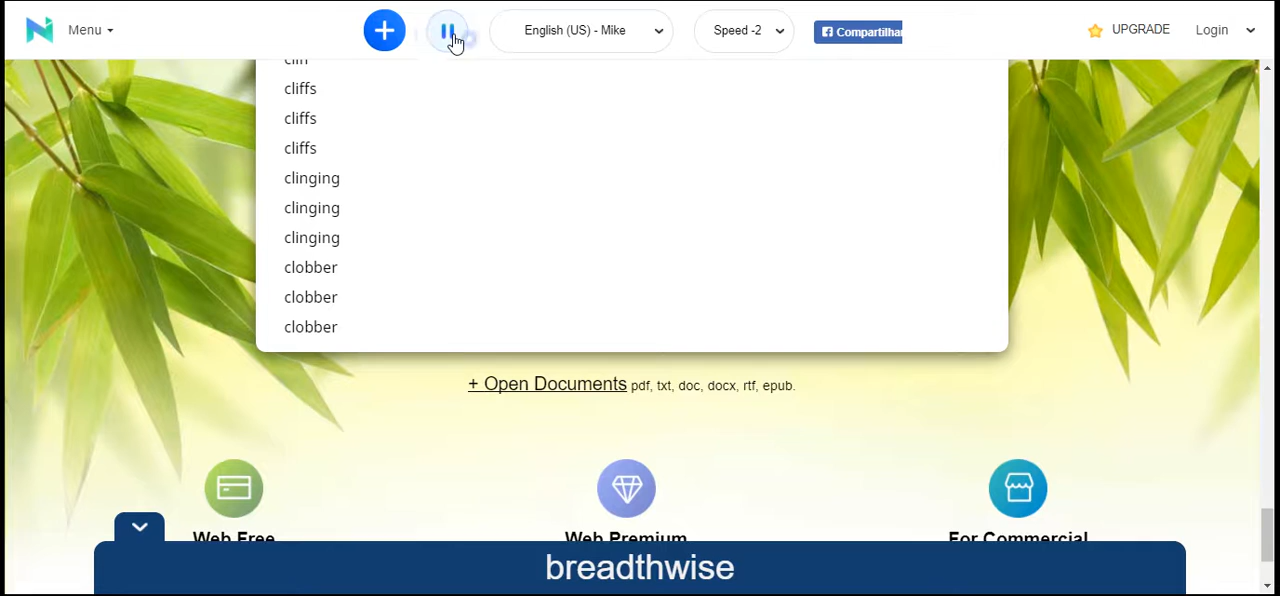 Menu
English (US) - Mike
Speed -2
Compartilhar
UPGRADE
Login
cliff
cliffs
cliffs
cliffs
clinging
clinging
clinging
clobber
clobber
clobber
+ Open Documents pdf, txt, doc, docx, rtf, epub.
Web Free Web Premium For Commercial
breadthwise